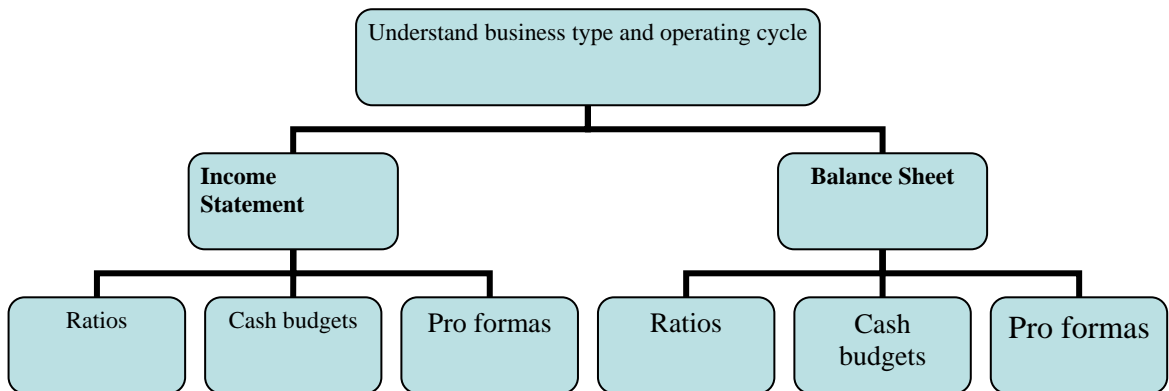 Understand business type and operating cycle
Income
Statement
Balance Sheet
Ratios
Cash budgets
Pro formas
Ratios
Cash
budgets
Pro formas